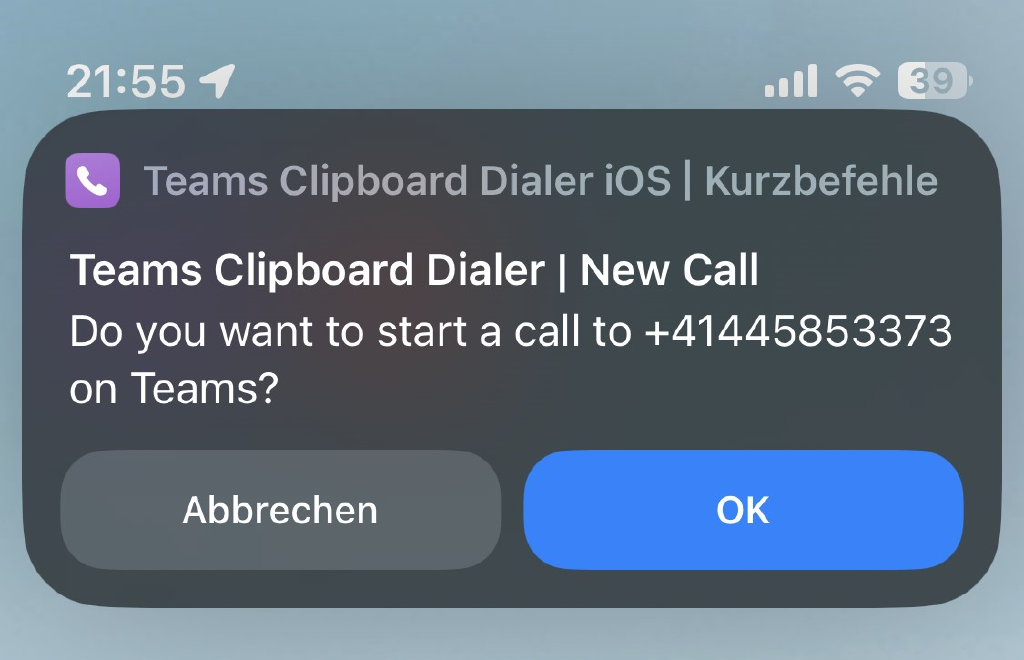 21:55 39
Teams Clipboard Dialer iOS | Kurzbefehle
Teams Clipboard Dialer | New Call
Do you want to start a call to +41445853373
on Teams?
Abbrechen OK